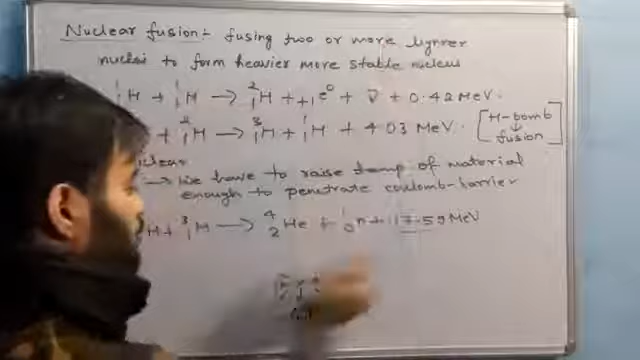 Nuclear fusion:- fusing two or more
nuclei to form heavier more stable nucleus
¹₁H + ¹₁H → ²₁H + ₊₁e⁰ + ν̅ + 0.42 MeV.
+ ²₁H → ³₁H + ¹₁H + 4.03 MeV. [H-bomb
↓
fusion]
→ We have to raise temp of material
enough to penetrate coulomb-barrier
H + ³₁H → ⁴₂He + ¹₀n + 17.59 MeV